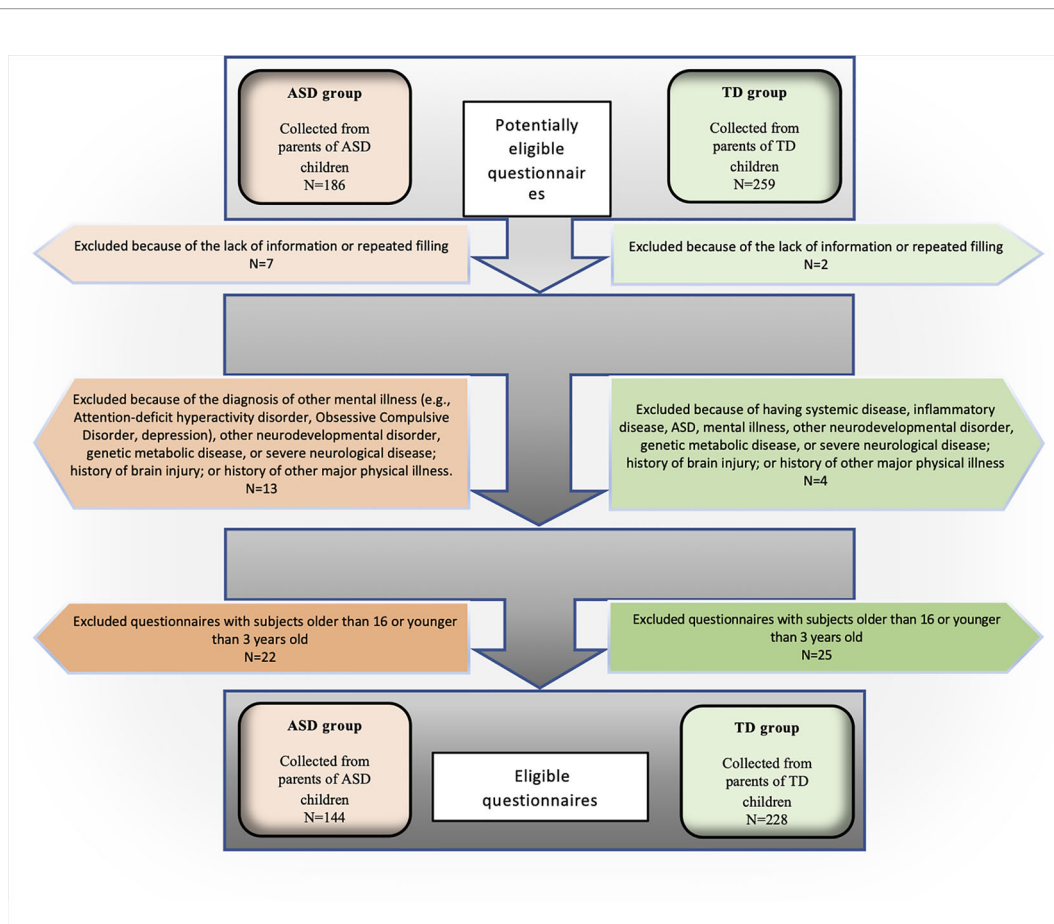 ASD group
Collected from
parents of ASD
children
N=186
Potentially
eligible
questionnair
es
TD group
Collected from
parents of TD
children
N=259
Excluded because of the lack of information or repeated filling
N=7
Excluded because of the lack of information or repeated filling
N=2
Excluded because of the diagnosis of other mental illness (e.g.,
Attention-deficit hyperactivity disorder, Obsessive Compulsive
Disorder, depression), other neurodevelopmental disorder,
genetic metabolic disease, or severe neurological disease;
history of brain injury; or history of other major physical illness.
N=13
Excluded because of having systemic disease, inflammatory
disease, ASD, mental illness, other neurodevelopmental disorder,
genetic metabolic disease, or severe neurological disease;
history of brain injury; or history of other major physical illness
N=4
Excluded questionnaires with subjects older than 16 or younger
than 3 years old
N=22
Excluded questionnaires with subjects older than 16 or younger
than 3 years old
N=25
ASD group
Collected from
parents of ASD
children
N=144
Eligible
questionnaires
TD group
Collected from
parents of TD
children
N=228